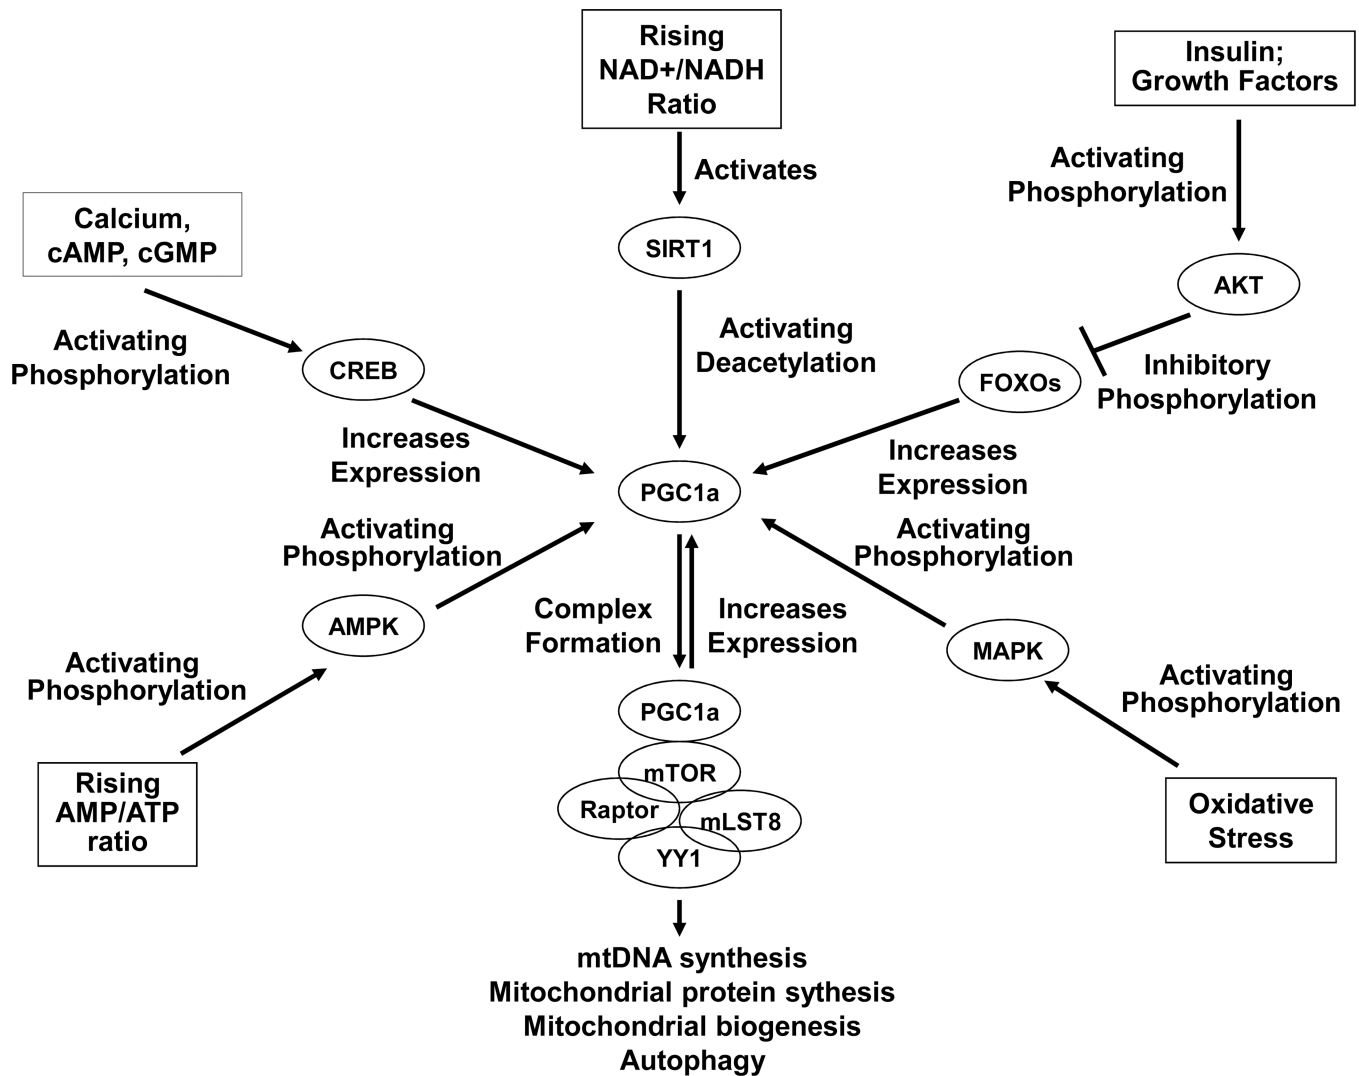 Rising
NAD+/NADH
Ratio
Insulin;
Growth Factors
Activates
Activating
Phosphorylation
Calcium,
cAMP, cGMP
SIRT1
AKT
Activating
Phosphorylation
CREB
Activating
Deacetylation
FOXOs
Inhibitory
Phosphorylation
Increases
Expression
PGC1a
Increases
Expression
Activating
Phosphorylation
Activating
Phosphorylation
AMPK
Complex
Formation
Increases
Expression
MAPK
Activating
Phosphorylation
Activating
Phosphorylation
PGC1a
mTOR
Raptor
mLST8
YY1
Rising
AMP/ATP
ratio
Oxidative
Stress
mtDNA synthesis
Mitochondrial protein sythesis
Mitochondrial biogenesis
Autophagy